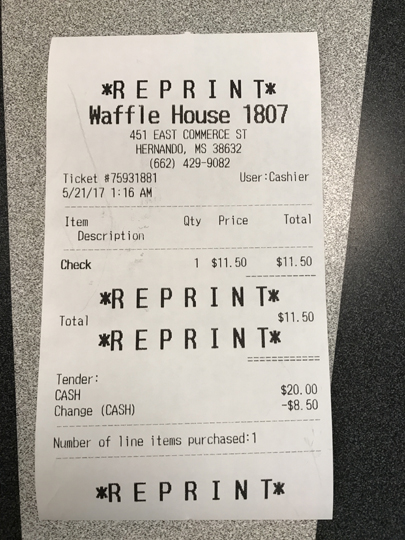 *REPRINT*
Waffle House 1807
451 EAST COMMERCE ST
HERNANDO, MS 38632
(662) 429-9082
Ticket #75931881 User:Cashier
5/21/17 1:16 AM
Item Qty Price Total
Description
Check 1 $11.50 $11.50
*REPRINT*
Total $11.50
*REPRINT*
Tender:
CASH $20.00
Change (CASH) -$8.50
Number of line items purchased:1
*REPRINT*